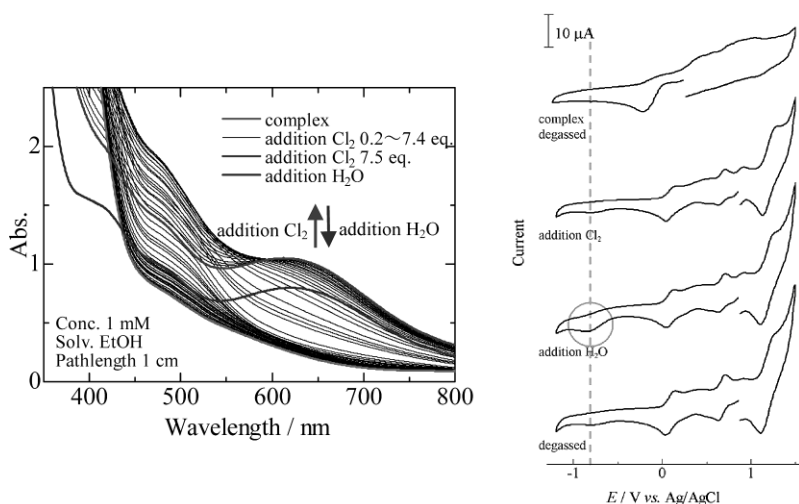 2
1
0
Abs.
complex
addition Cl₂ 0.2～7.4 eq.
addition Cl₂ 7.5 eq.
addition H₂O
addition Cl₂
addition H₂O
Conc. 1 mM
Solv. EtOH
Pathlength 1 cm
400 500 600 700 800
Wavelength / nm
10 μA
Current
complex
degassed
addition Cl₂
addition H₂O
degassed
-1 0 1
E / V vs. Ag/AgCl